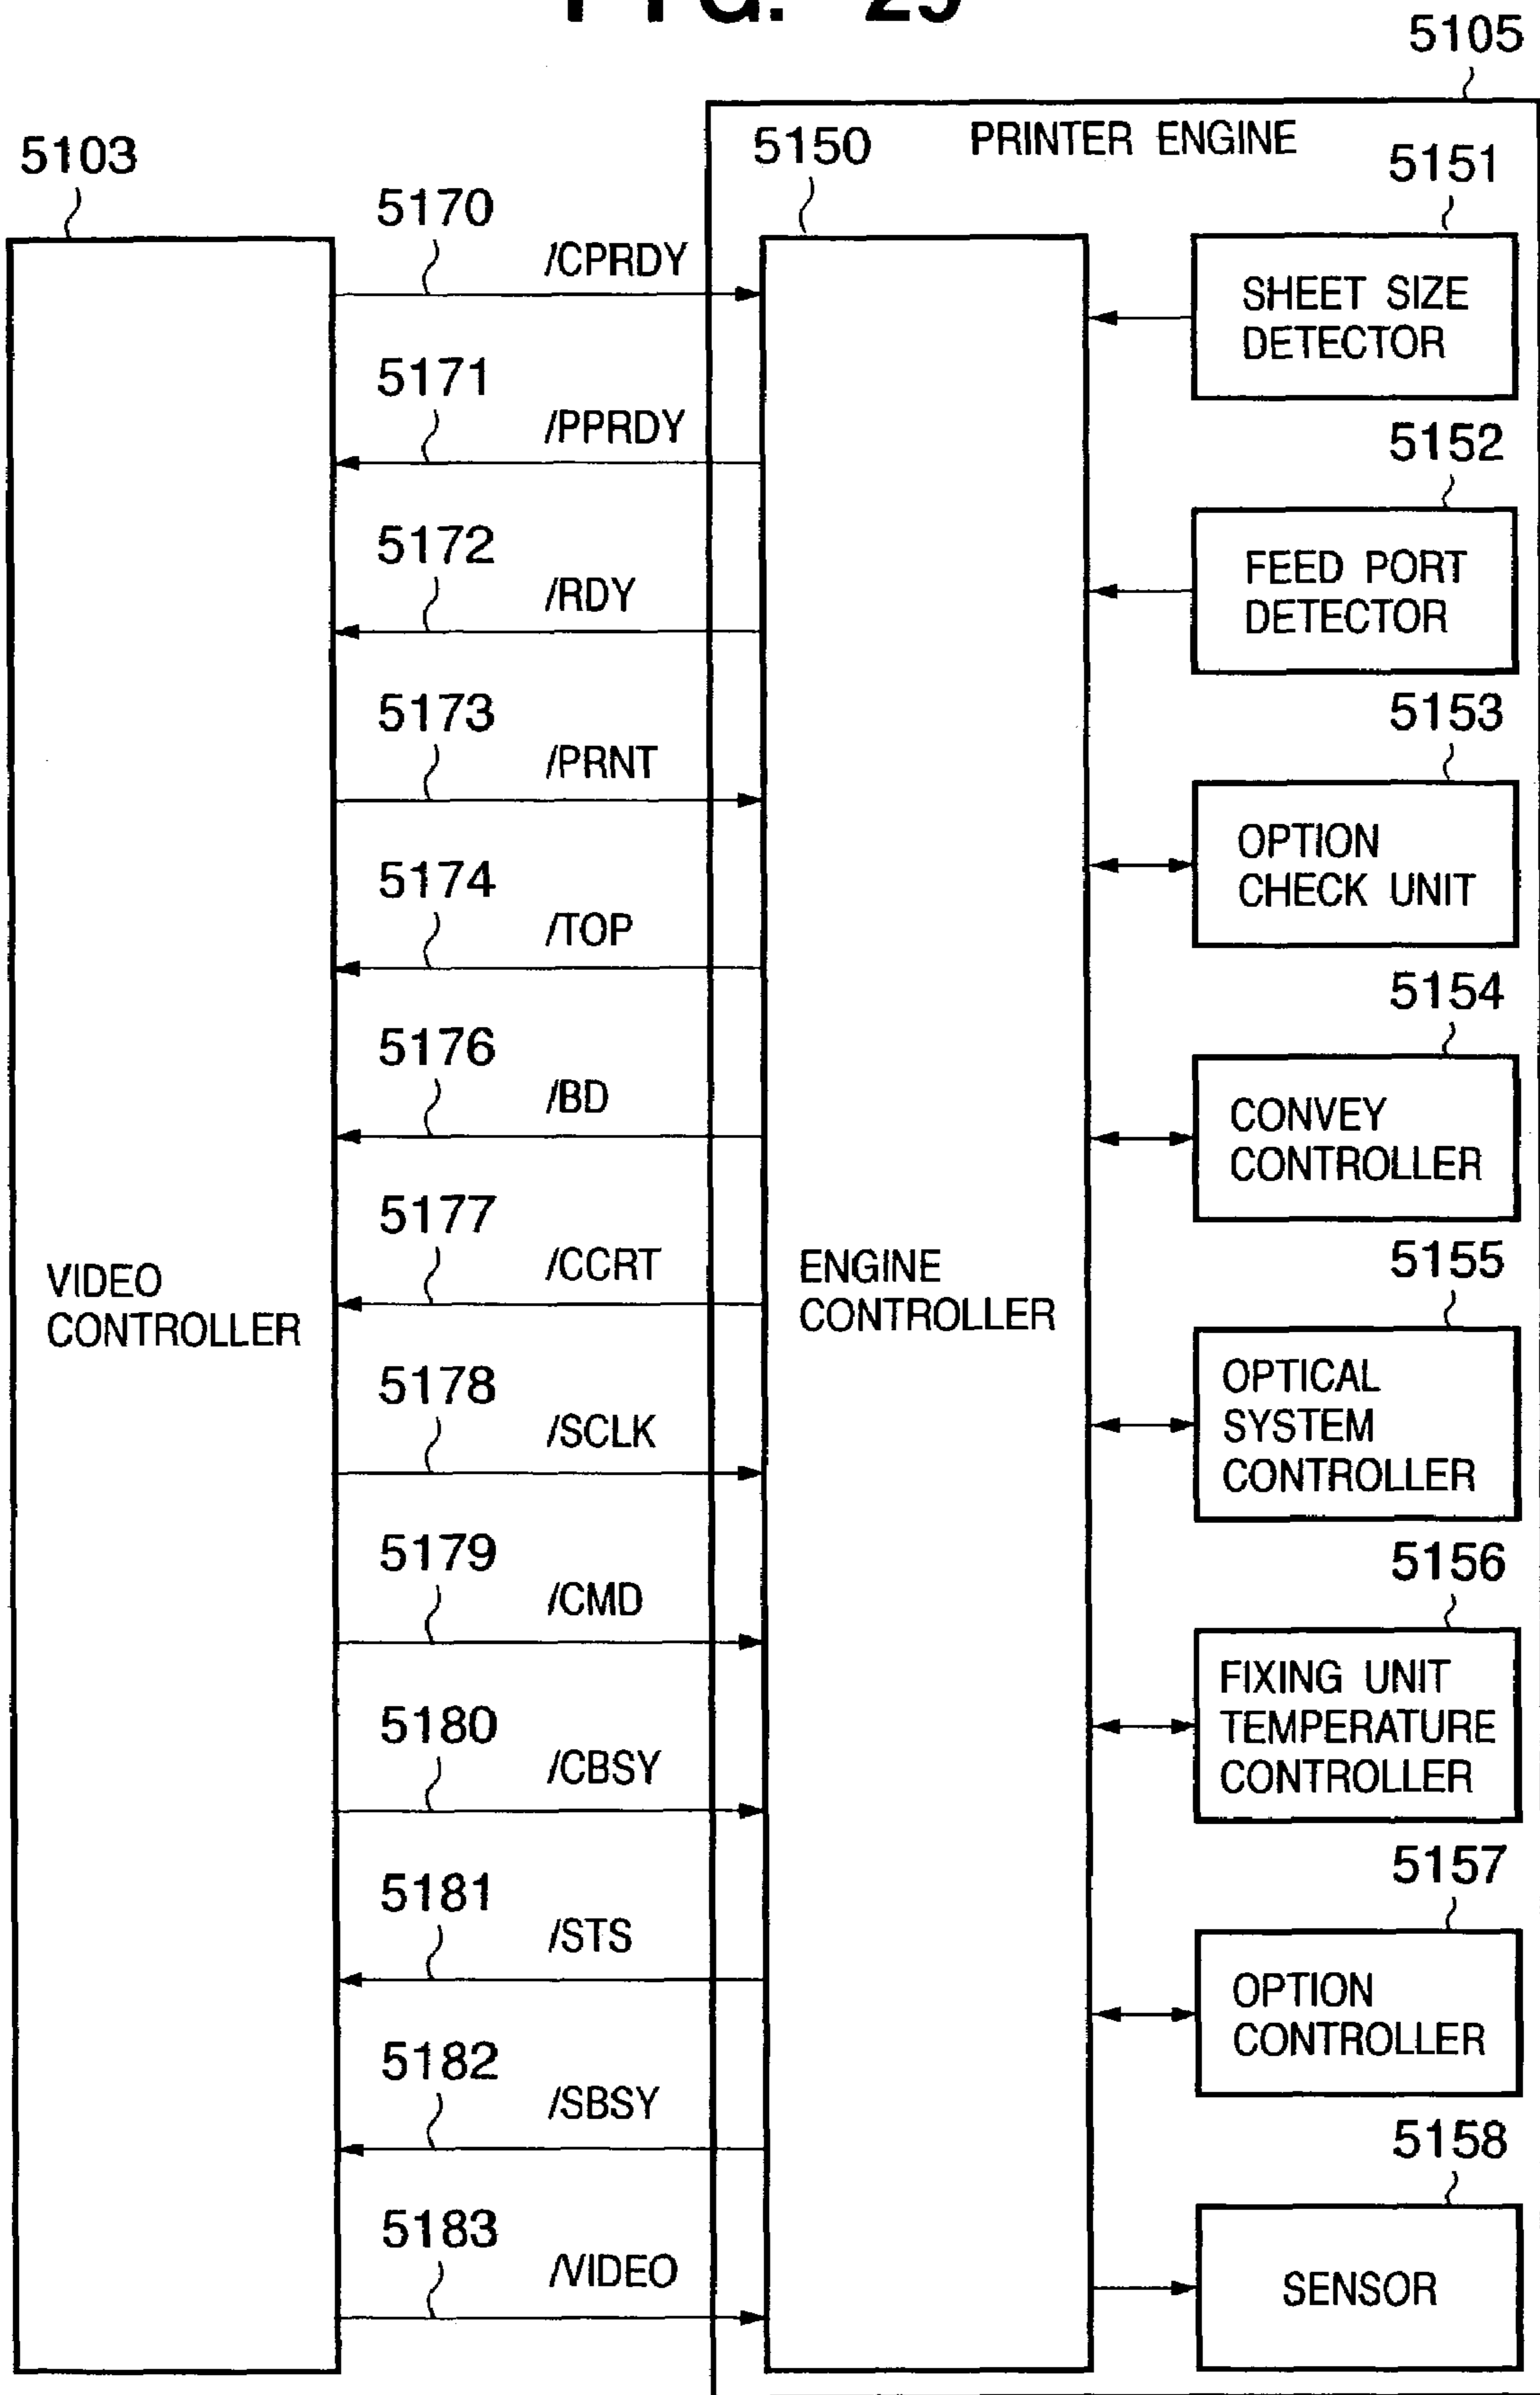 FIG. 29
5105
PRINTER ENGINE
5103
5150
5151
5170
/CPRDY
SHEET SIZE
DETECTOR
5171
/PPRDY
5152
5172
/RDY
FEED PORT
DETECTOR
5173
/PRNT
5153
5174
/TOP
OPTION
CHECK UNIT
5154
5176
/BD
CONVEY
CONTROLLER
5177
/CCRT
VIDEO
CONTROLLER
ENGINE
CONTROLLER
5155
5178
/SCLK
OPTICAL
SYSTEM
CONTROLLER
5179
/CMD
5156
5180
/CBSY
FIXING UNIT
TEMPERATURE
CONTROLLER
5157
5181
/STS
OPTION
CONTROLLER
5182
/SBSY
5158
5183
/VIDEO
SENSOR